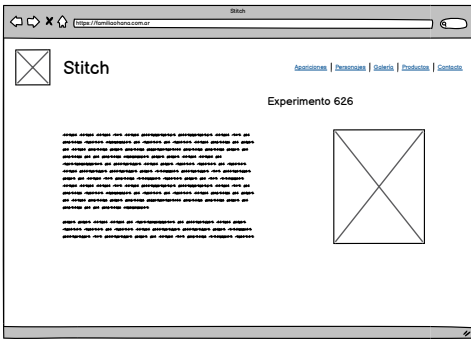 Stitch
https://familiaohana.com.ar
Stitch
Apariciones | Personajes | Galería | Productos | Contacto
Experimento 626